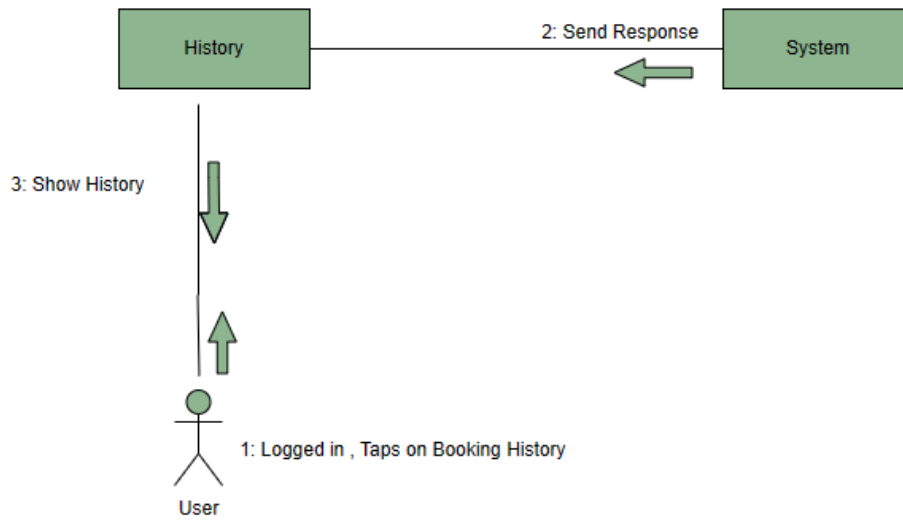 History
2: Send Response
System
3: Show History
1: Logged in , Taps on Booking History
User